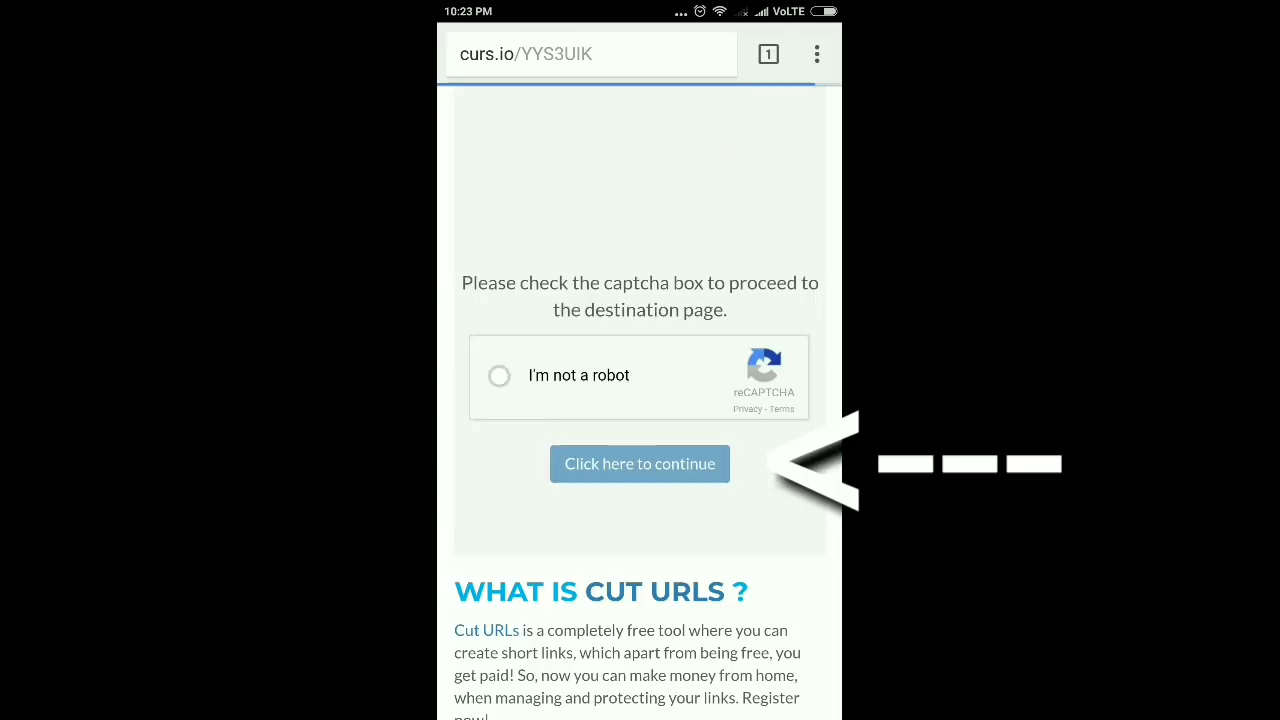 10:23 PM
... VoLTE
curs.io/YYS3UIK
1
Please check the captcha box to proceed to
the destination page.
I'm not a robot
reCAPTCHA
Privacy - Terms
Click here to continue
WHAT IS CUT URLS ?
Cut URLs is a completely free tool where you can
create short links, which apart from being free, you
get paid! So, now you can make money from home,
when managing and protecting your links. Register
now!